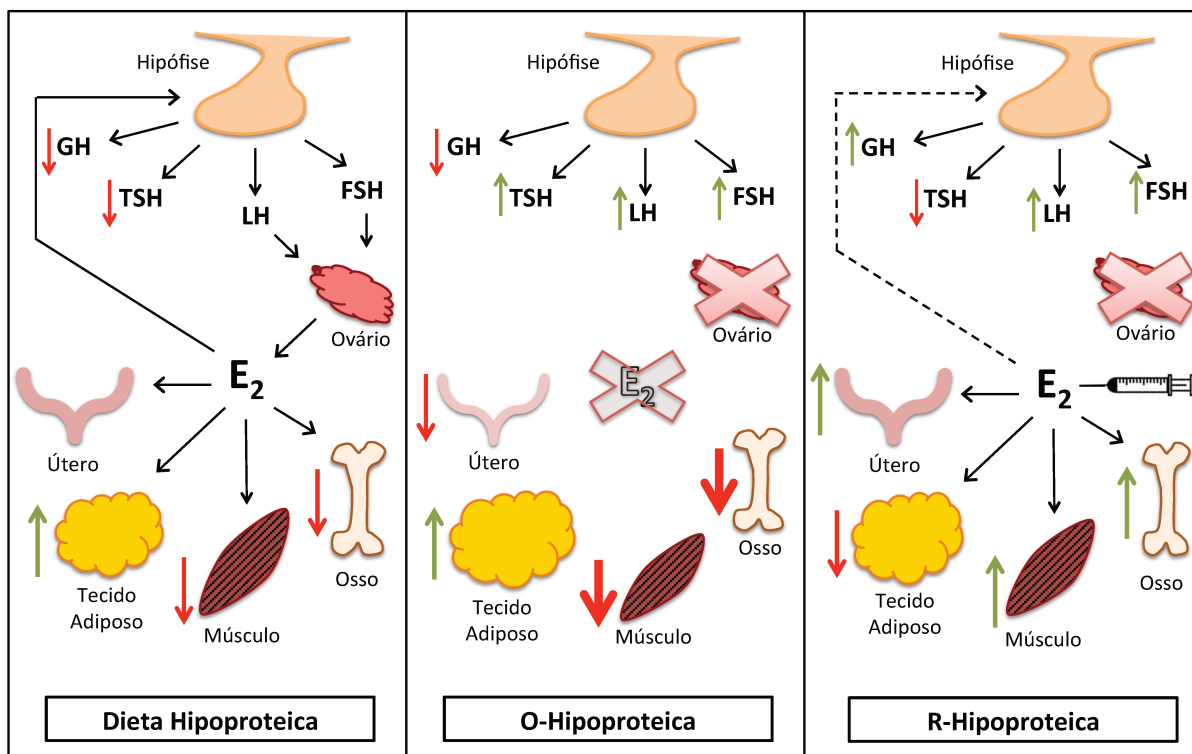 Hipófise
GH
TSH
LH
FSH
Ovário
E2
Útero
Tecido
Adiposo
Músculo
Osso
Dieta Hipoproteica
Hipófise
GH
TSH
LH
FSH
Ovário
E2
Útero
Tecido
Adiposo
Músculo
Osso
O-Hipoproteica
Hipófise
GH
TSH
LH
FSH
Ovário
E2
Útero
Tecido
Adiposo
Músculo
Osso
R-Hipoproteica